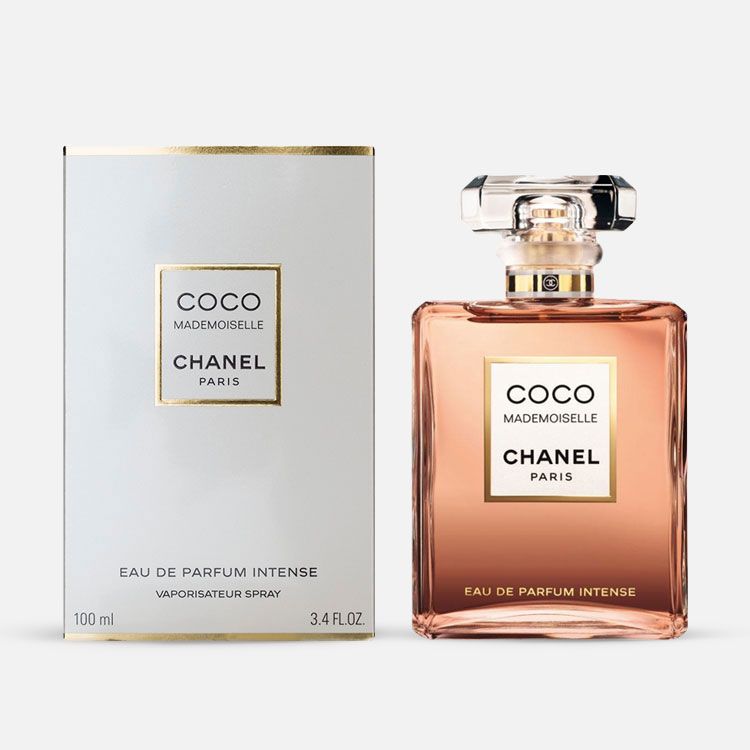 COCO
MADEMOISELLE
CHANEL
PARIS
EAU DE PARFUM INTENSE
VAPORISATEUR SPRAY
100 ml 3.4 FL.OZ.
COCO
MADEMOISELLE
CHANEL
PARIS
EAU DE PARFUM INTENSE